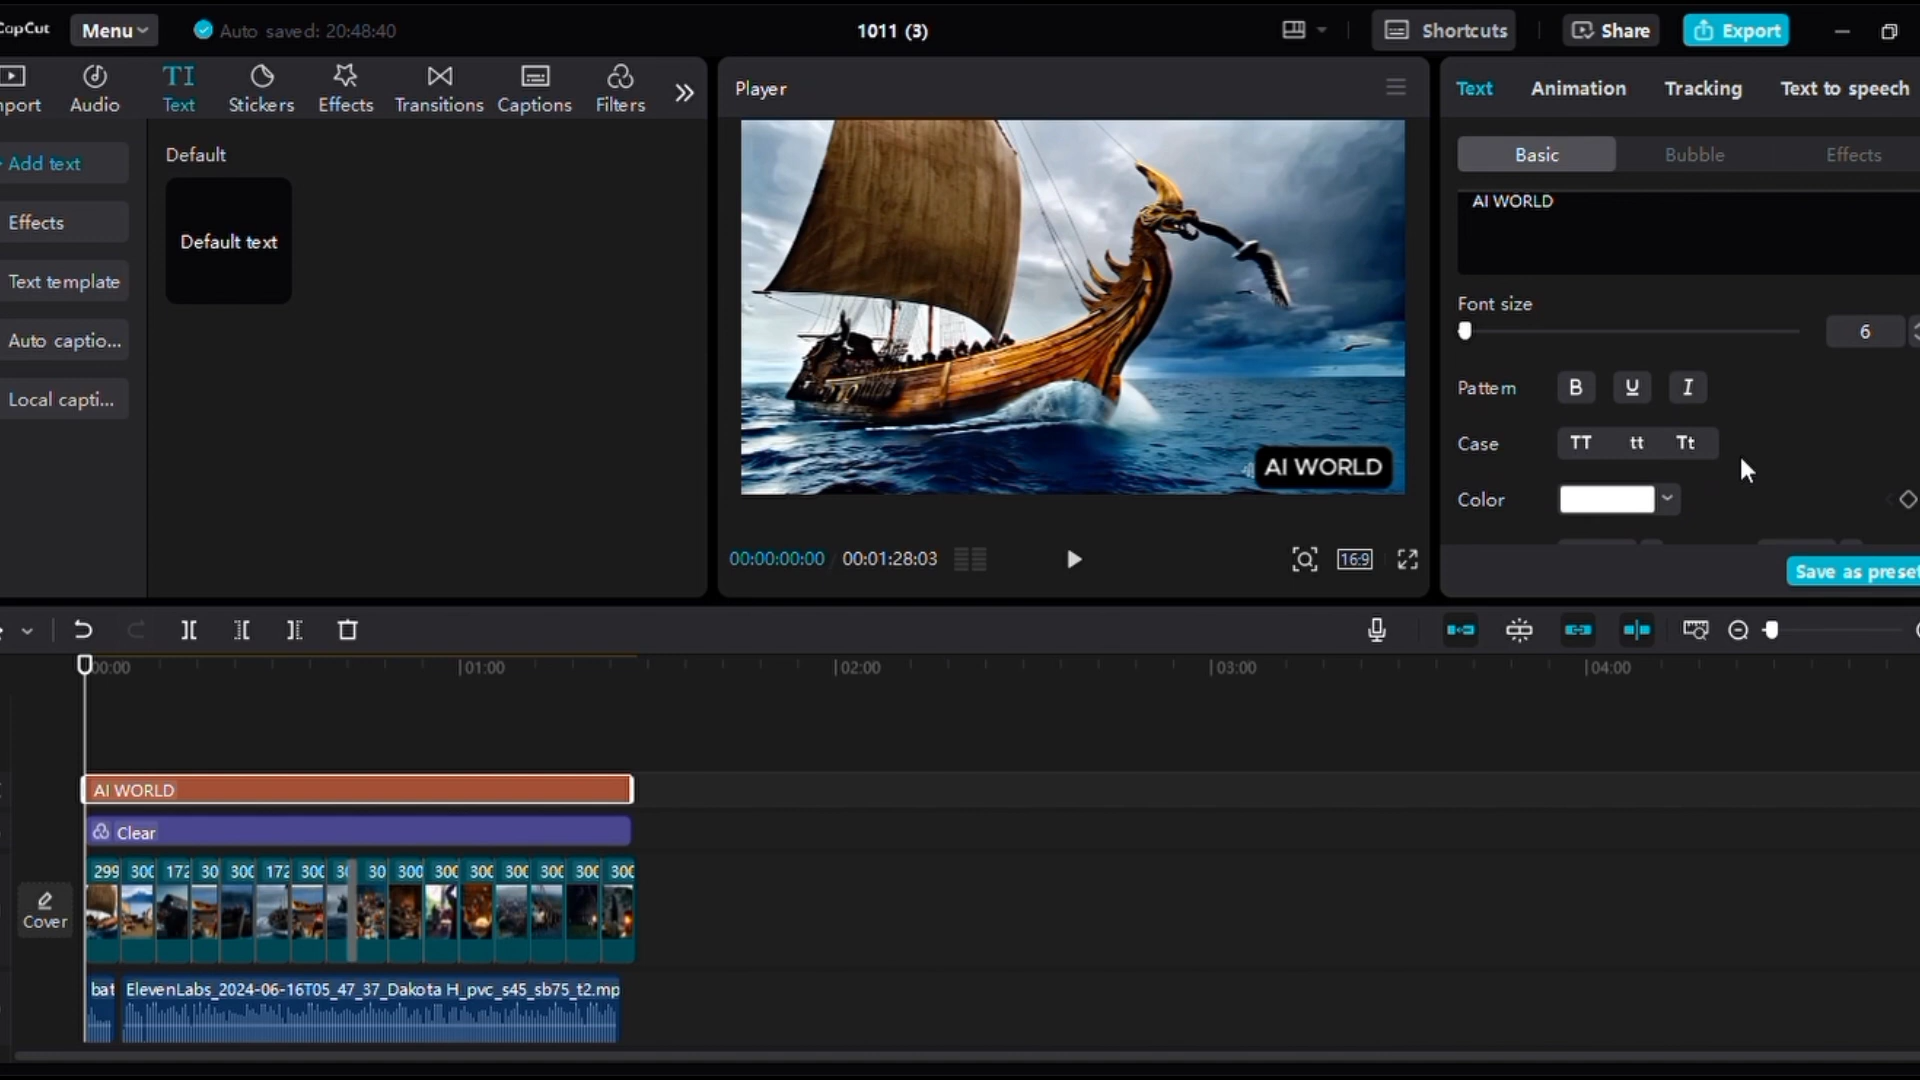 CapCut
Menu
Auto saved: 20:48:40
1011 (3)
Shortcuts
Share
Export
mport
Audio
TI
Text
Stickers
Effects
Transitions
Captions
Filters
Player
Text
Animation
Tracking
Text to speech
Add text
Effects
Text template
Auto captio...
Local capti...
Default
Default text
AI WORLD
00:00:00:00 / 00:01:28:03
16:9
Basic
Bubble
Effects
AI WORLD
Font size
6
Pattern
B
U
I
Case
TT
tt
Tt
Color
Save as preset
00:00
01:00
02:00
03:00
04:00
AI WORLD
Clear
Cover
299 300 172 30 300 172 300 30 30 300 300 300 300 300 300 300
bat
ElevenLabs_2024-06-16T05_47_37_Dakota H_pvc_s45_sb75_t2.mp